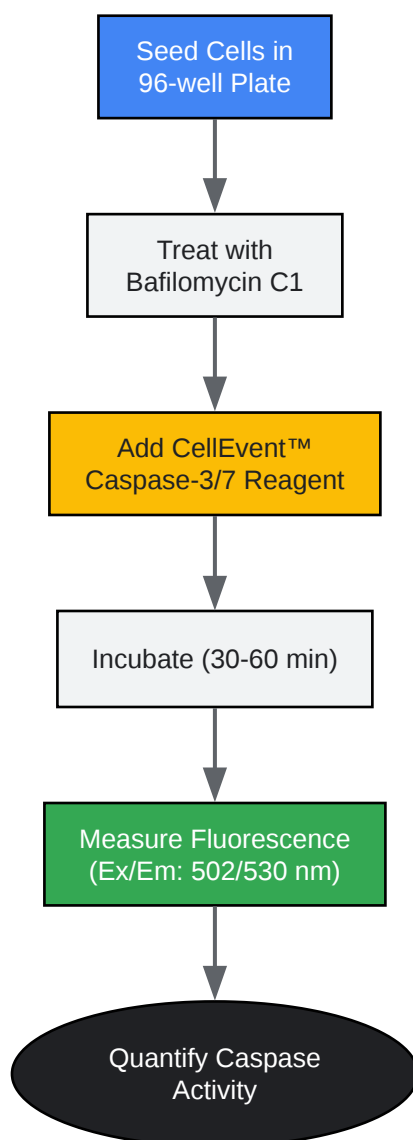 Seed Cells in
96-well Plate
Treat with
Bafilomycin C1
Add CellEvent™
Caspase-3/7 Reagent
Incubate (30-60 min)
Measure Fluorescence
(Ex/Em: 502/530 nm)
Quantify Caspase
Activity